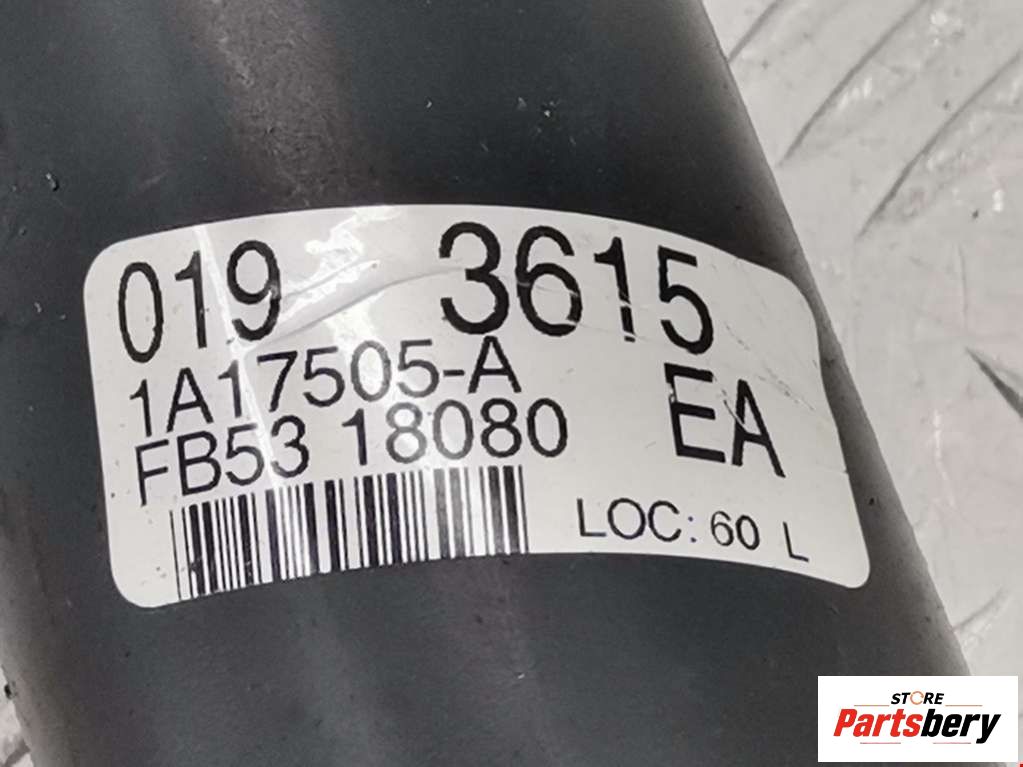 019 3615
1A17505-A
FB53 18080
EA
LOC: 60 L
STORE
Partsbery